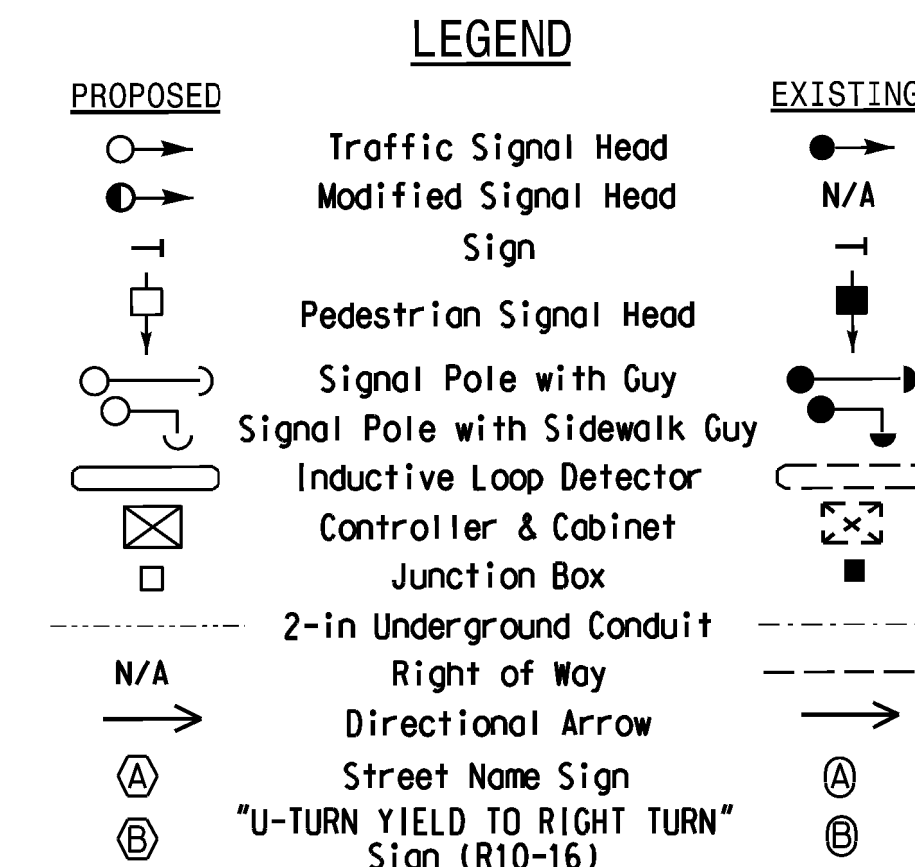 LEGEND
PROPOSED EXISTING
Traffic Signal Head
Modified Signal Head N/A
Sign
Pedestrian Signal Head
Signal Pole with Guy
Signal Pole with Sidewalk Guy
Inductive Loop Detector
Controller & Cabinet
Junction Box
2-in Underground Conduit
N/A Right of Way
Directional Arrow
A Street Name Sign A
B "U-TURN YIELD TO RIGHT TURN" B
Sign (R10-16)